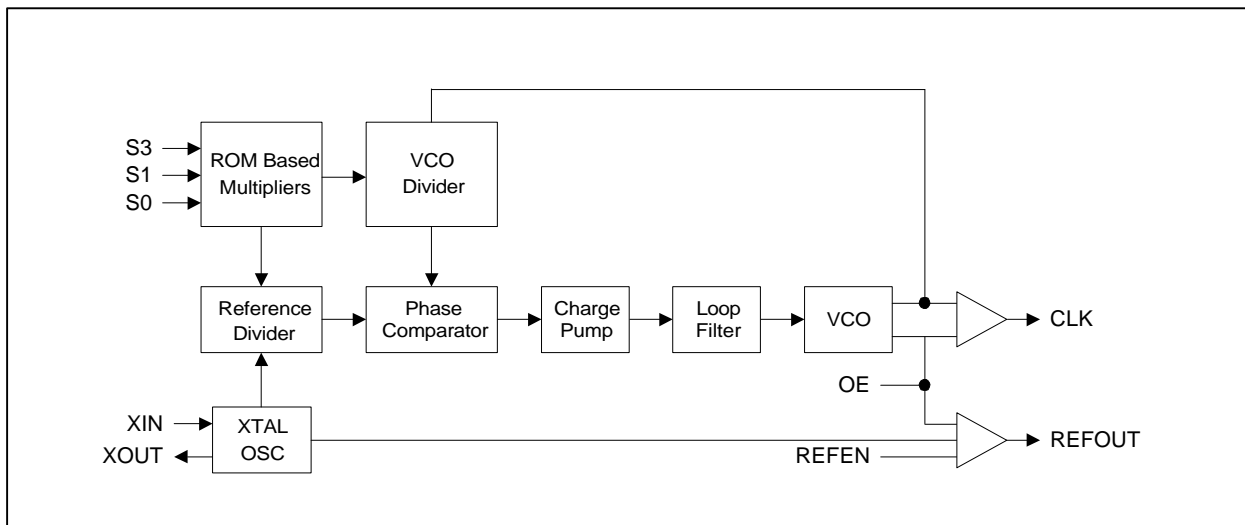 S3
S1
S0
ROM Based
Multipliers
VCO
Divider
Reference
Divider
Phase
Comparator
Charge
Pump
Loop
Filter
VCO
CLK
OE
XIN
XOUT
XTAL
OSC
REFEN
REFOUT